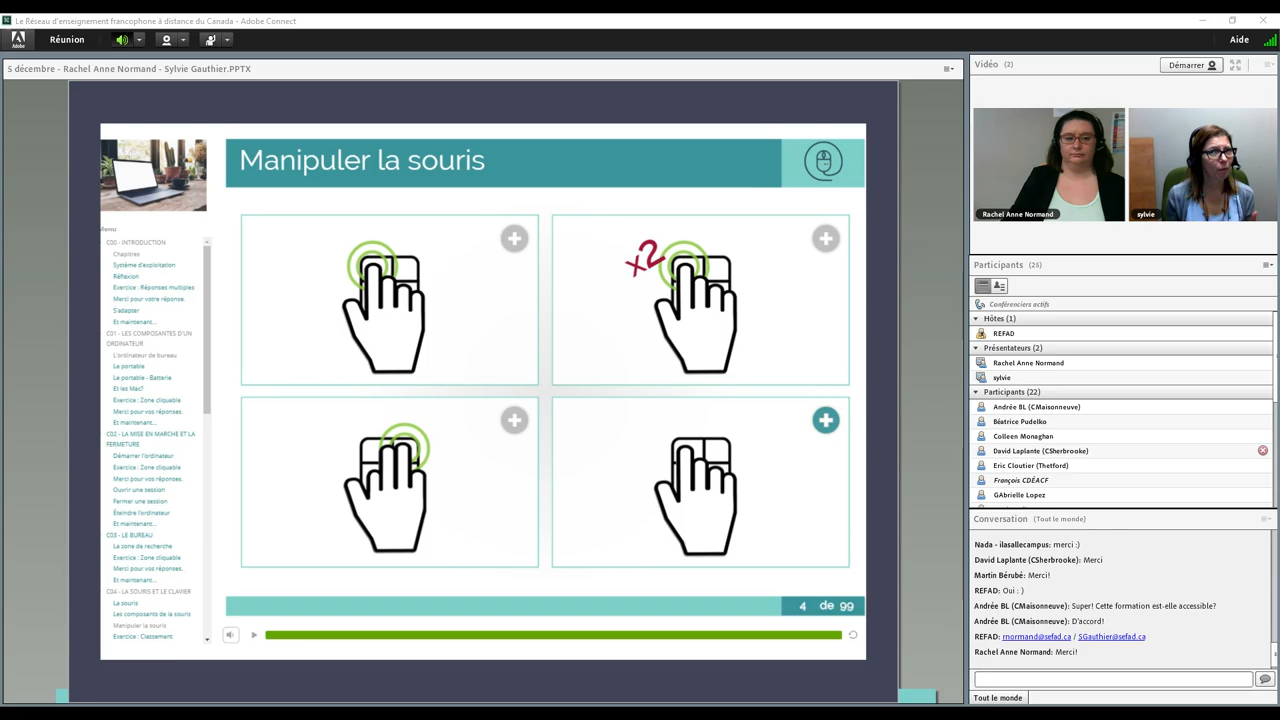 Le Réseau d'enseignement francophone à distance du Canada - Adobe Connect
Adobe
Réunion
Aide
5 décembre - Rachel Anne Normand - Sylvie Gauthier.PPTX
Manipuler la souris
x2
Menu
C00 - INTRODUCTION
Chapitres
Système d'exploitation
Réflexion
Exercice : Réponses multiples
Merci pour votre réponse.
S'adapter
Et maintenant...
C01 - LES COMPOSANTES D'UN
ORDINATEUR
L'ordinateur de bureau
Le portable
Le portable - Batterie
Et les Mac?
Exercice : Zone cliquable
Merci pour vos réponses.
Et maintenant...
C02 - LA MISE EN MARCHE ET LA
FERMETURE
Démarrer l'ordinateur
Exercice : Zone cliquable
Merci pour vos réponses.
Ouvrir une session
Fermer une session
Éteindre l'ordinateur
Et maintenant...
C03 - LE BUREAU
La zone de recherche
Exercice : Zone cliquable
Merci pour vos réponses.
Et maintenant...
C04 - LA SOURIS ET LE CLAVIER
La souris
Les composants de la souris
Manipuler la souris
Exercice : Classement
4 de 99
Vidéo (2)
Démarrer
Rachel Anne Normand
sylvie
Participants (25)
Conférenciers actifs
Hôtes (1)
REFAD
Présentateurs (2)
Rachel Anne Normand
sylvie
Participants (22)
Andrée BL (CMaisonneuve)
Béatrice Pudelko
Colleen Monaghan
David Laplante (CSherbrooke)
Eric Cloutier (Thetford)
François CDÉACF
GAbrielle Lopez
Conversation (Tout le monde)
Nada - ilasallecampus: merci :)
David Laplante (CSherbrooke): Merci
Martin Bérubé: Merci!
REFAD: Oui : )
Andrée BL (CMaisonneuve): Super! Cette formation est-elle accessible?
Andrée BL (CMaisonneuve): D'accord!
REFAD: rnormand@sefad.ca / SGauthier@sefad.ca
Rachel Anne Normand: Merci!
Tout le monde